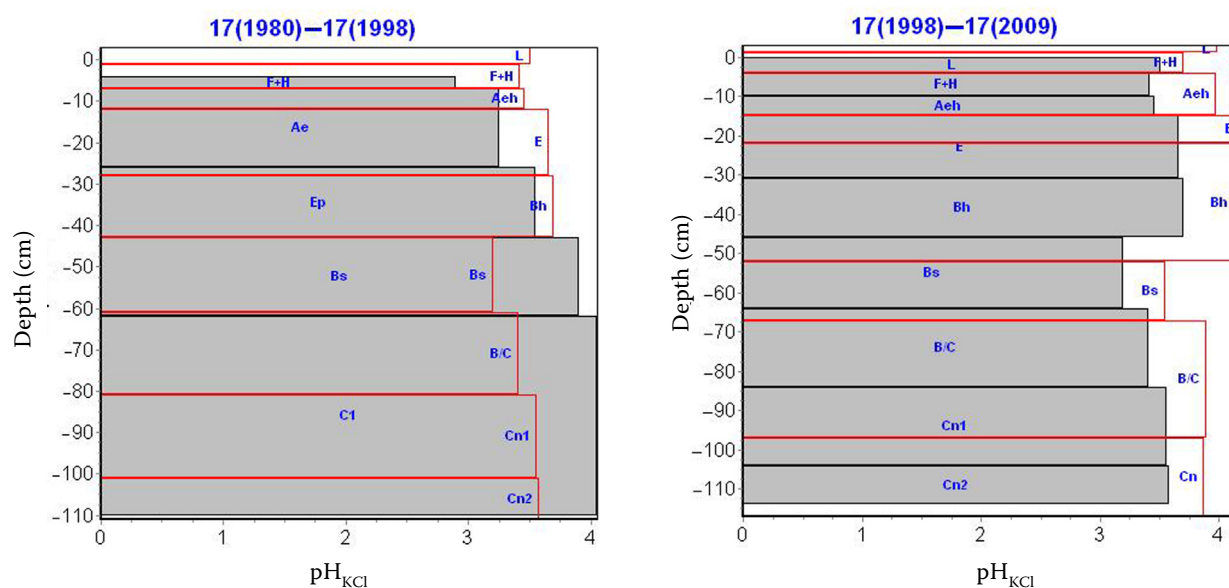 17(1980)—17(1998)
0
−10
−20
−30
−40
−50
−60
−70
−80
−90
−100
−110
Depth (cm)
L
F+H
F+H
Aeh
Ae
E
Ep
Bh
Bs
Bs
B/C
C1
Cn1
Cn2
0
1
2
3
4
pHKCl
17(1998)—17(2009)
0
−10
−20
−30
−40
−50
−60
−70
−80
−90
−100
−110
Depth (cm)
L
L
F+H
F+H
Aeh
Aeh
E
E
Bh
Bh
Bs
Bs
B/C
B/C
Cn1
Cn
Cn2
0
1
2
3
4
pHKCl